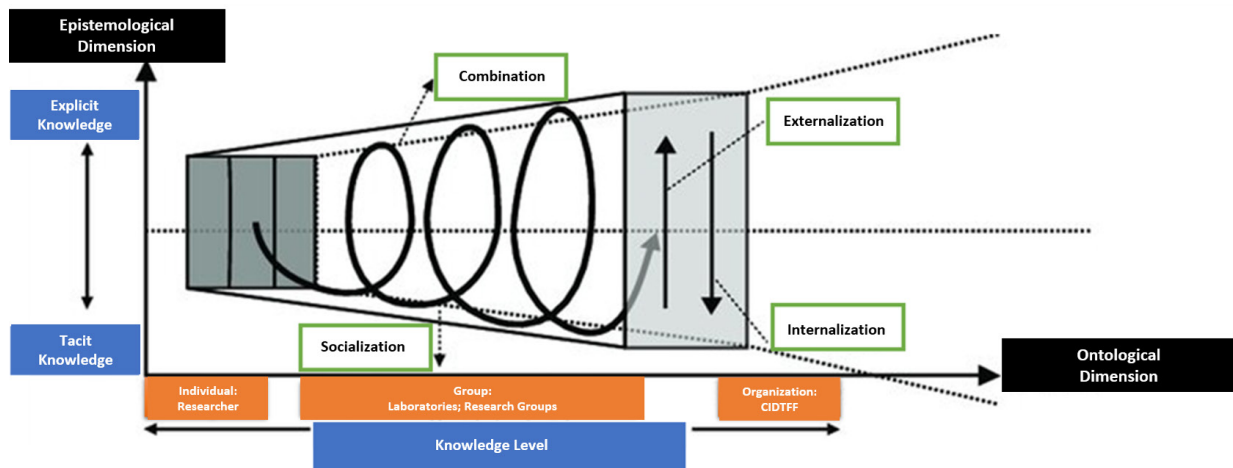 Epistemological
Dimension
Combination
Explicit
Knowledge
Externalization
Tacit
Knowledge
Socialization
Internalization
Ontological
Dimension
Individual:
Researcher
Group:
Laboratories; Research Groups
Organization:
CIDTFF
Knowledge Level